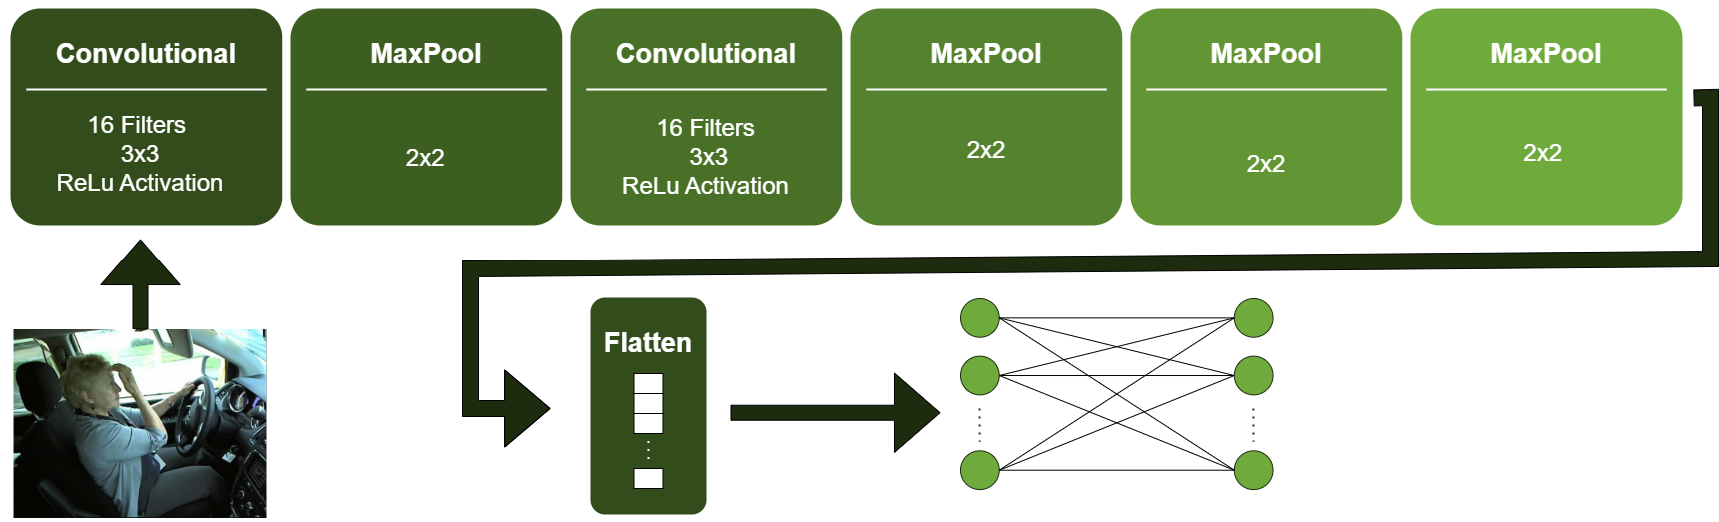 Convolutional
16 Filters
3x3
ReLu Activation
MaxPool
2x2
Convolutional
16 Filters
3x3
ReLu Activation
MaxPool
2x2
MaxPool
2x2
MaxPool
2x2
Flatten